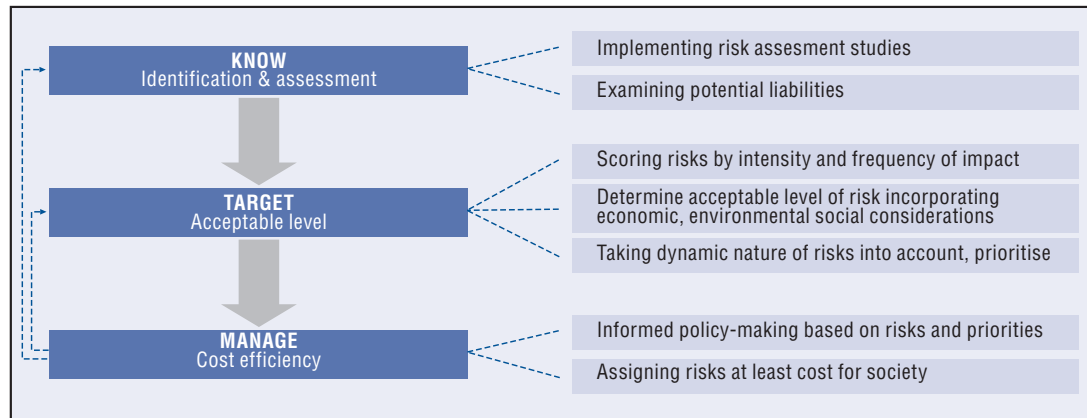 KNOW
Identification & assessment
Implementing risk assesment studies
Examining potential liabilities
TARGET
Acceptable level
Scoring risks by intensity and frequency of impact
Determine acceptable level of risk incorporating
economic, environmental social considerations
Taking dynamic nature of risks into account, prioritise
MANAGE
Cost efficiency
Informed policy-making based on risks and priorities
Assigning risks at least cost for society